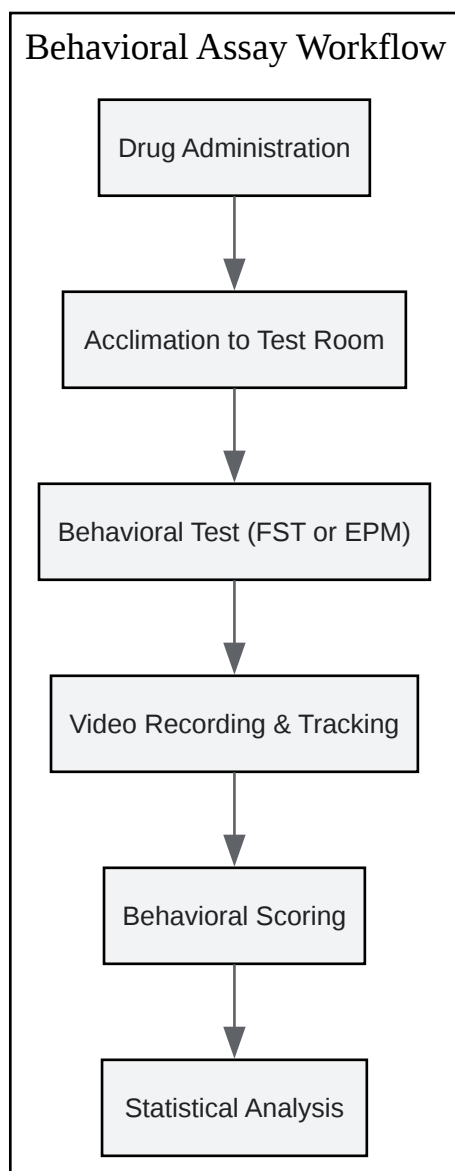 Behavioral Assay Workflow
Drug Administration
Acclimation to Test Room
Behavioral Test (FST or EPM)
Video Recording & Tracking
Behavioral Scoring
Statistical Analysis